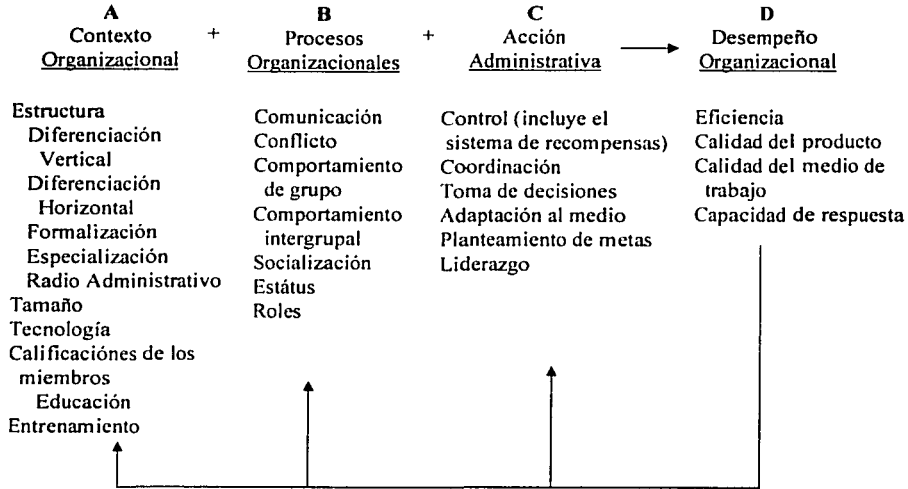 A
Contexto
Organizacional
+
B
Procesos
Organizacionales
+
C
Acción
Administrativa
D
Desempeño
Organizacional
Estructura
Diferenciación
Vertical
Diferenciación
Horizontal
Formalización
Especialización
Radio Administrativo
Tamaño
Tecnología
Calificaciónes de los
miembros
Educación
Entrenamiento
Comunicación
Conflicto
Comportamiento
de grupo
Comportamiento
intergrupal
Socialización
Estátus
Roles
Control (incluye el
sistema de recompensas)
Coordinación
Toma de decisiones
Adaptación al medio
Planteamiento de metas
Liderazgo
Eficiencia
Calidad del producto
Calidad del medio de
trabajo
Capacidad de respuesta